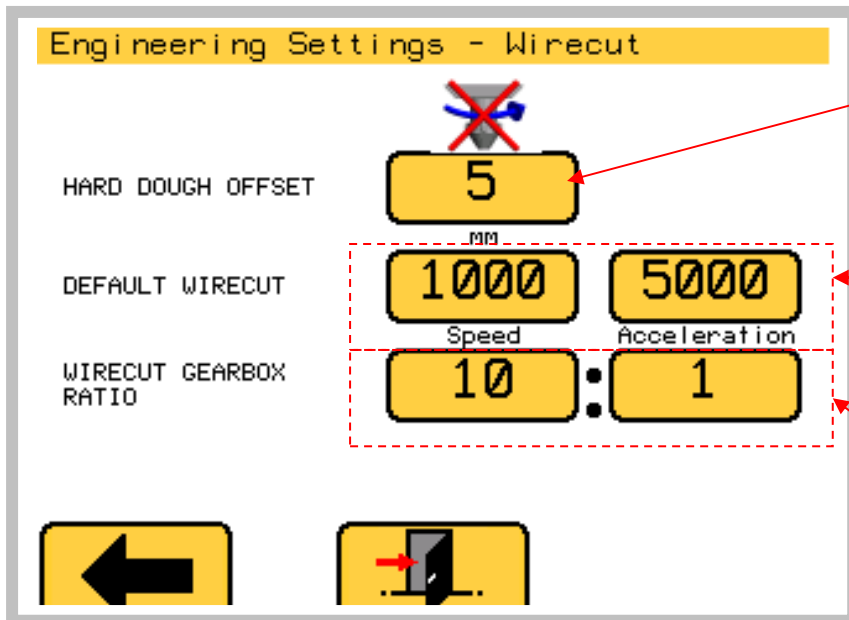 Engineering Settings - Wirecut
HARD DOUGH OFFSET 5
MM
DEFAULT WIRECUT 1000 5000
Speed Acceleration
WIRECUT GEARBOX
RATIO 10 : 1